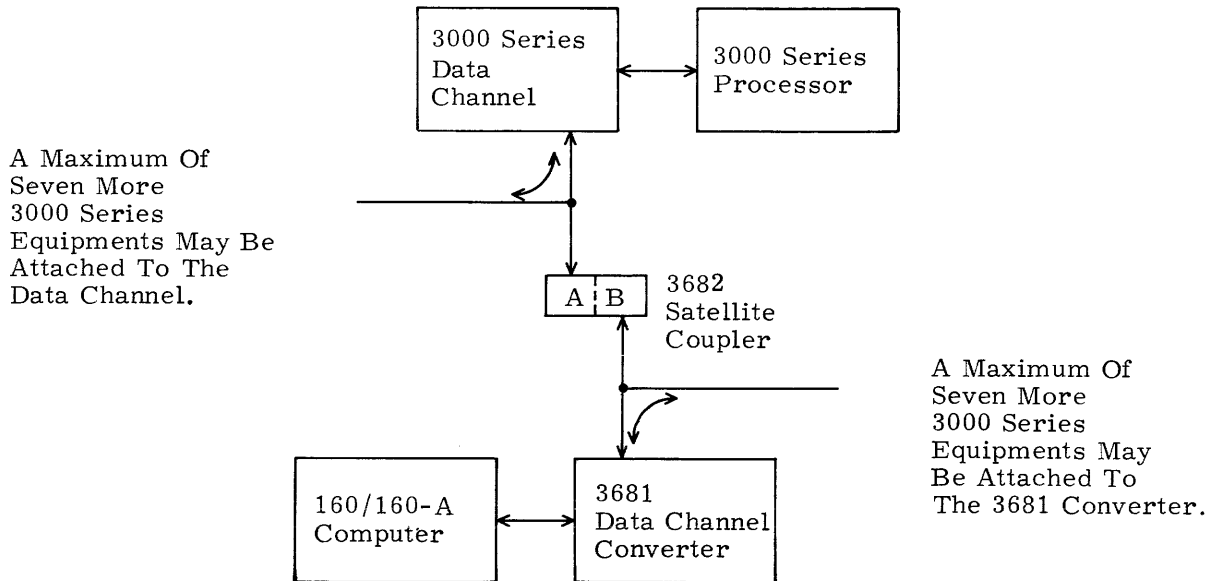 3000 Series
Data
Channel
3000 Series
Processor
A Maximum Of
Seven More
3000 Series
Equipments May Be
Attached To The
Data Channel.
A B
3682
Satellite
Coupler
A Maximum Of
Seven More
3000 Series
Equipments May
Be Attached To
The 3681 Converter.
160/160-A
Computer
3681
Data Channel
Converter